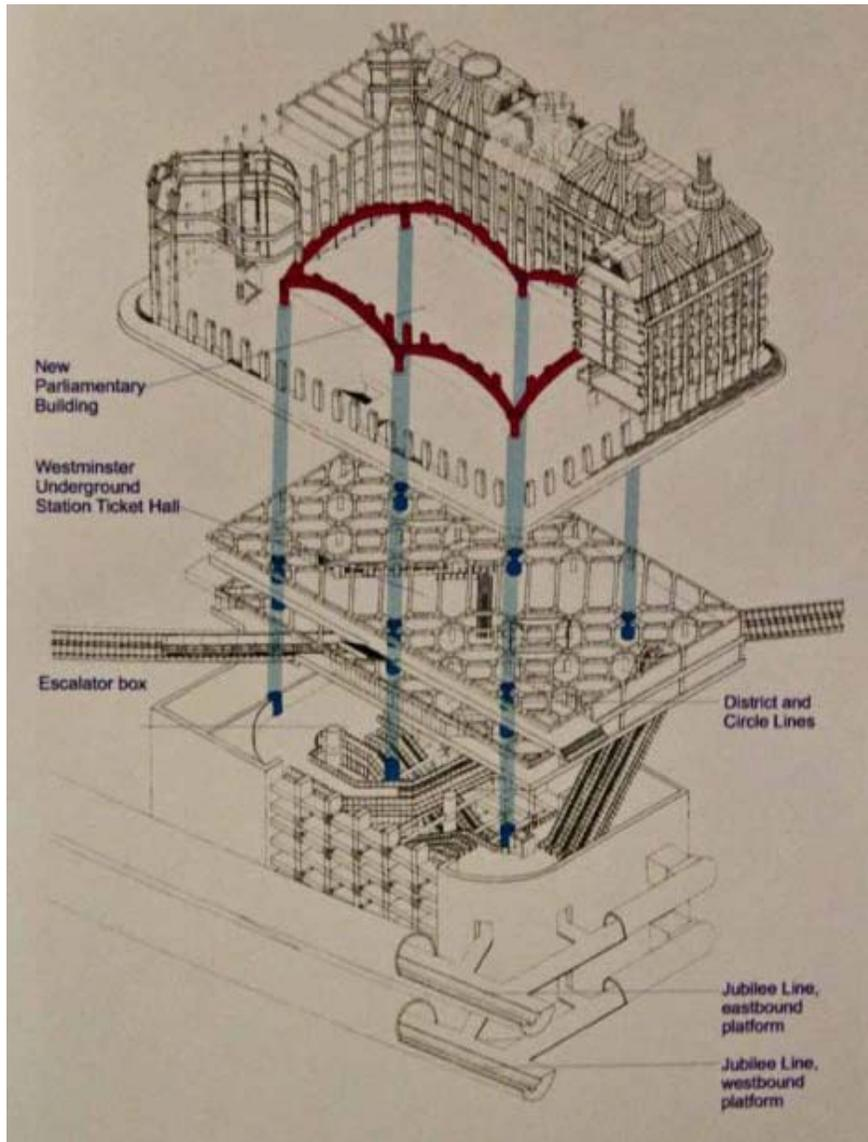 New
Parliamentary
Building
Westminster
Underground
Station Ticket Hall
Escalator box
District and
Circle Lines
Jubilee Line,
eastbound
platform
Jubilee Line,
westbound
platform